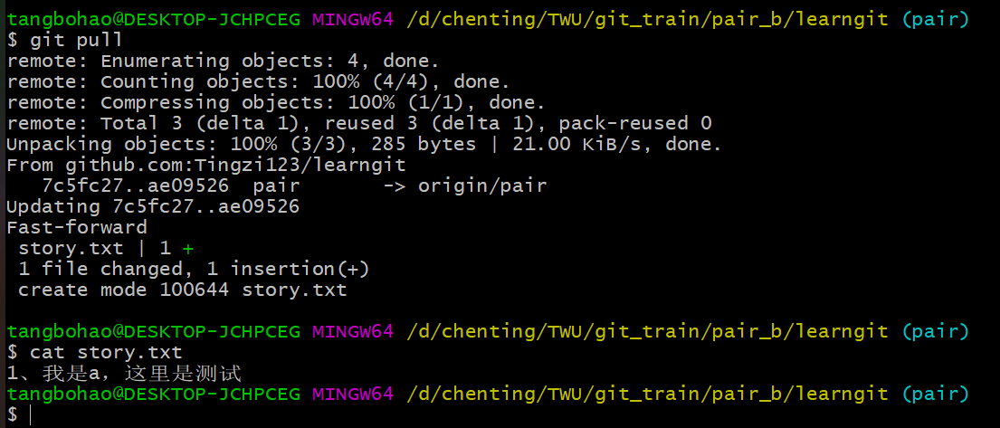 tangbohao@DESKTOP-JCHPCEG MINGW64 /d/chenting/TWU/git_train/pair_b/learngit (pair)
$ git pull
remote: Enumerating objects: 4, done.
remote: Counting objects: 100% (4/4), done.
remote: Compressing objects: 100% (1/1), done.
remote: Total 3 (delta 1), reused 3 (delta 1), pack-reused 0
Unpacking objects: 100% (3/3), 285 bytes | 21.00 KiB/s, done.
From github.com:Tingzi123/learngit
   7c5fc27..ae09526  pair       -> origin/pair
Updating 7c5fc27..ae09526
Fast-forward
 story.txt | 1 +
 1 file changed, 1 insertion(+)
 create mode 100644 story.txt
tangbohao@DESKTOP-JCHPCEG MINGW64 /d/chenting/TWU/git_train/pair_b/learngit (pair)
$ cat story.txt
1、我是a，这里是测试
tangbohao@DESKTOP-JCHPCEG MINGW64 /d/chenting/TWU/git_train/pair_b/learngit (pair)
$